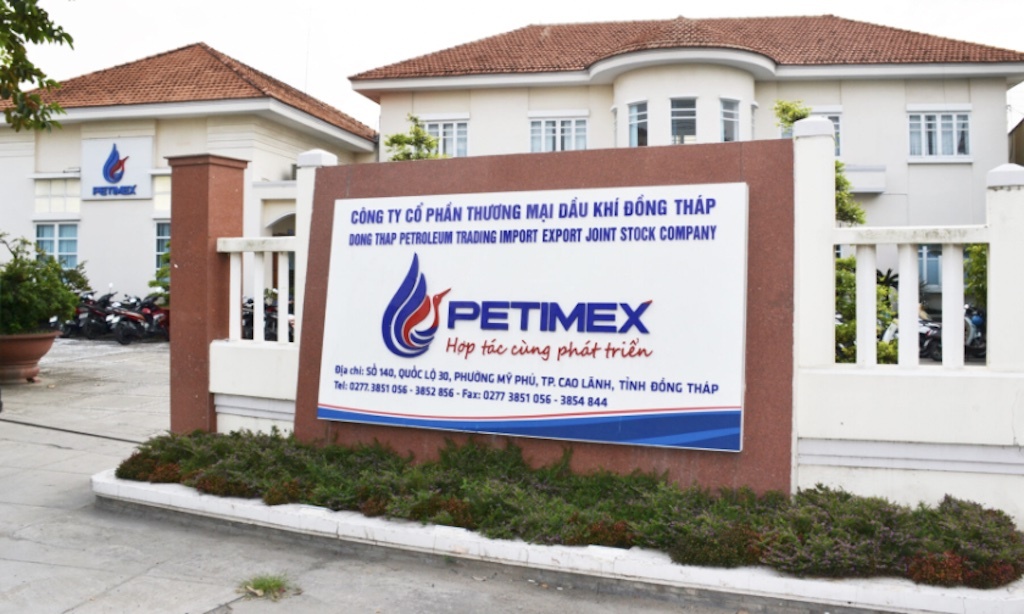 PETIMEX
CÔNG TY CỔ PHẦN THƯƠNG MẠI DẦU KHÍ ĐỒNG THÁP
DONG THAP PETROLEUM TRADING IMPORT EXPORT JOINT STOCK COMPANY
PETIMEX
Hợp tác cùng phát triển
Địa chỉ: SỐ 140, QUỐC LỘ 30, PHƯỜNG MỸ PHÚ, TP. CAO LÃNH, TỈNH ĐỒNG THÁP
Tel: 0277 3851 056 - 3852 856 - Fax: 0277 3851 056 - 3854 844